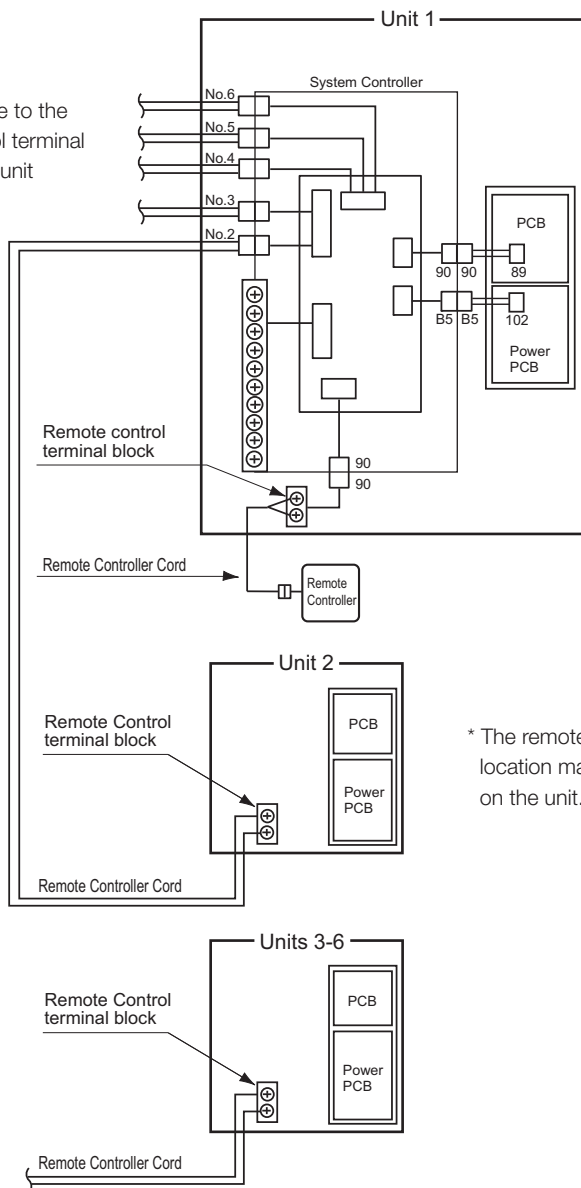 Unit 1
System Controller
e to the
ol terminal
unit
No.6
No.5
No.4
No.3
No.2
PCB
90 90
89
B5 B5
102
Power
PCB
Remote control
terminal block
90
90
Remote Controller Cord
Remote
Controller
Unit 2
Remote Control
terminal block
PCB
Power
PCB
* The remote
location ma
on the unit.
Remote Controller Cord
Units 3-6
Remote Control
terminal block
PCB
Power
PCB
Remote Controller Cord